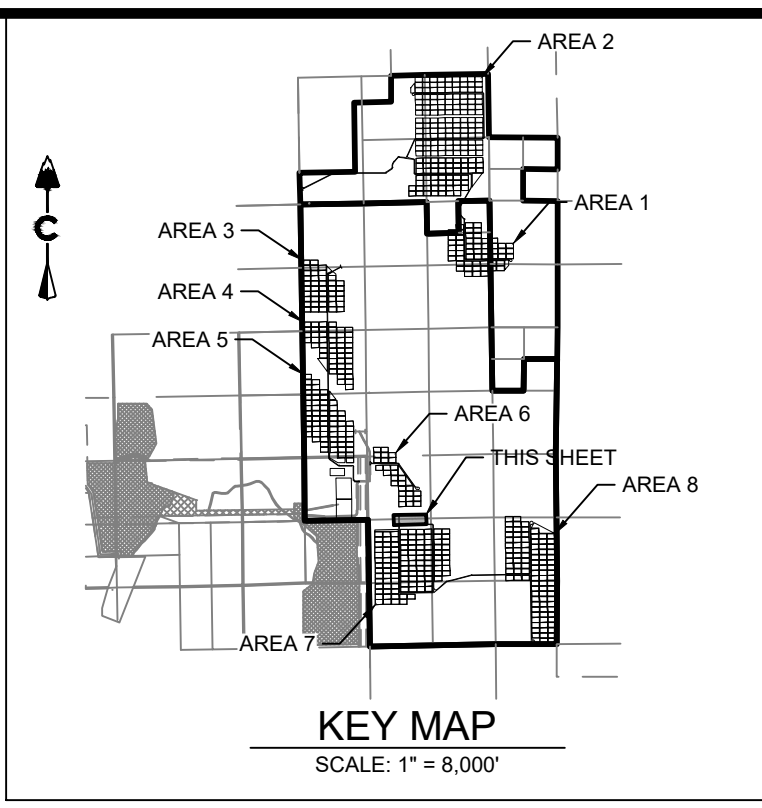 AREA 2
AREA 1
AREA 3
AREA 4
AREA 5
AREA 6
THIS SHEET
AREA 8
AREA 7
KEY MAP
SCALE: 1" = 8,000'